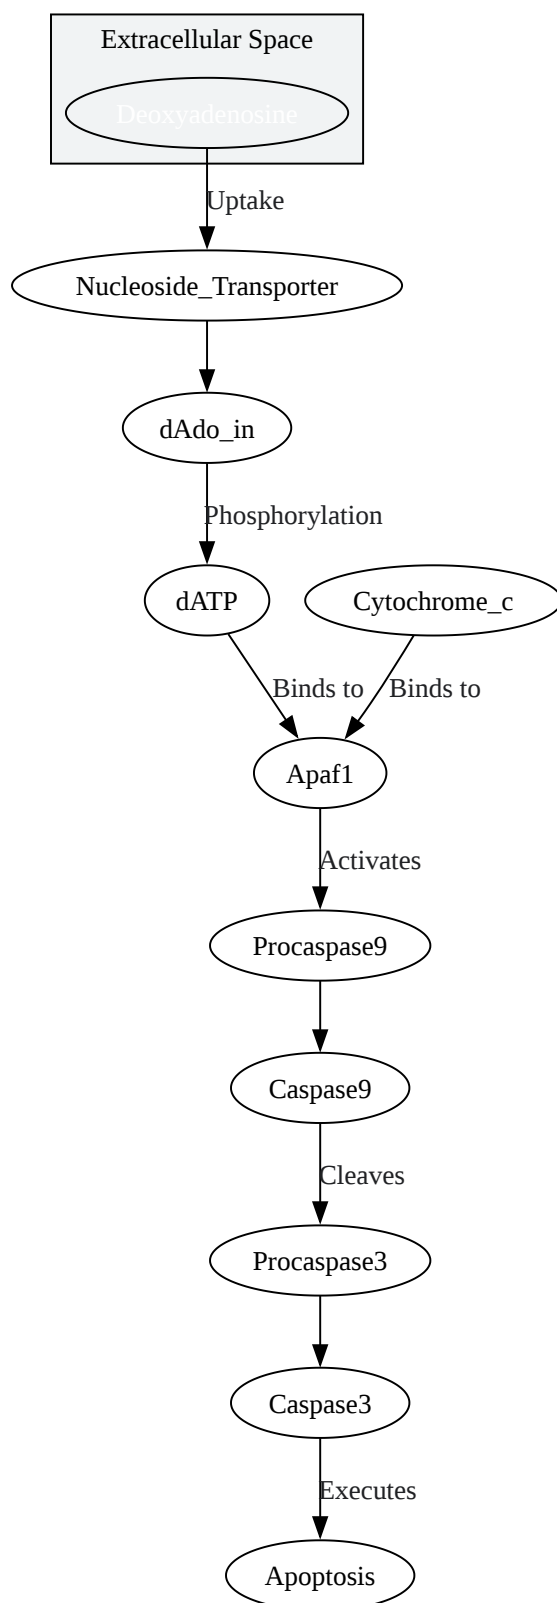 Extracellular Space
Deoxyadenosine
Uptake
Nucleoside_Transporter
dAdo_in
Phosphorylation
dATP
Cytochrome_c
Binds to
Binds to
Apaf1
Activates
Procaspase9
Caspase9
Cleaves
Procaspase3
Caspase3
Executes
Apoptosis